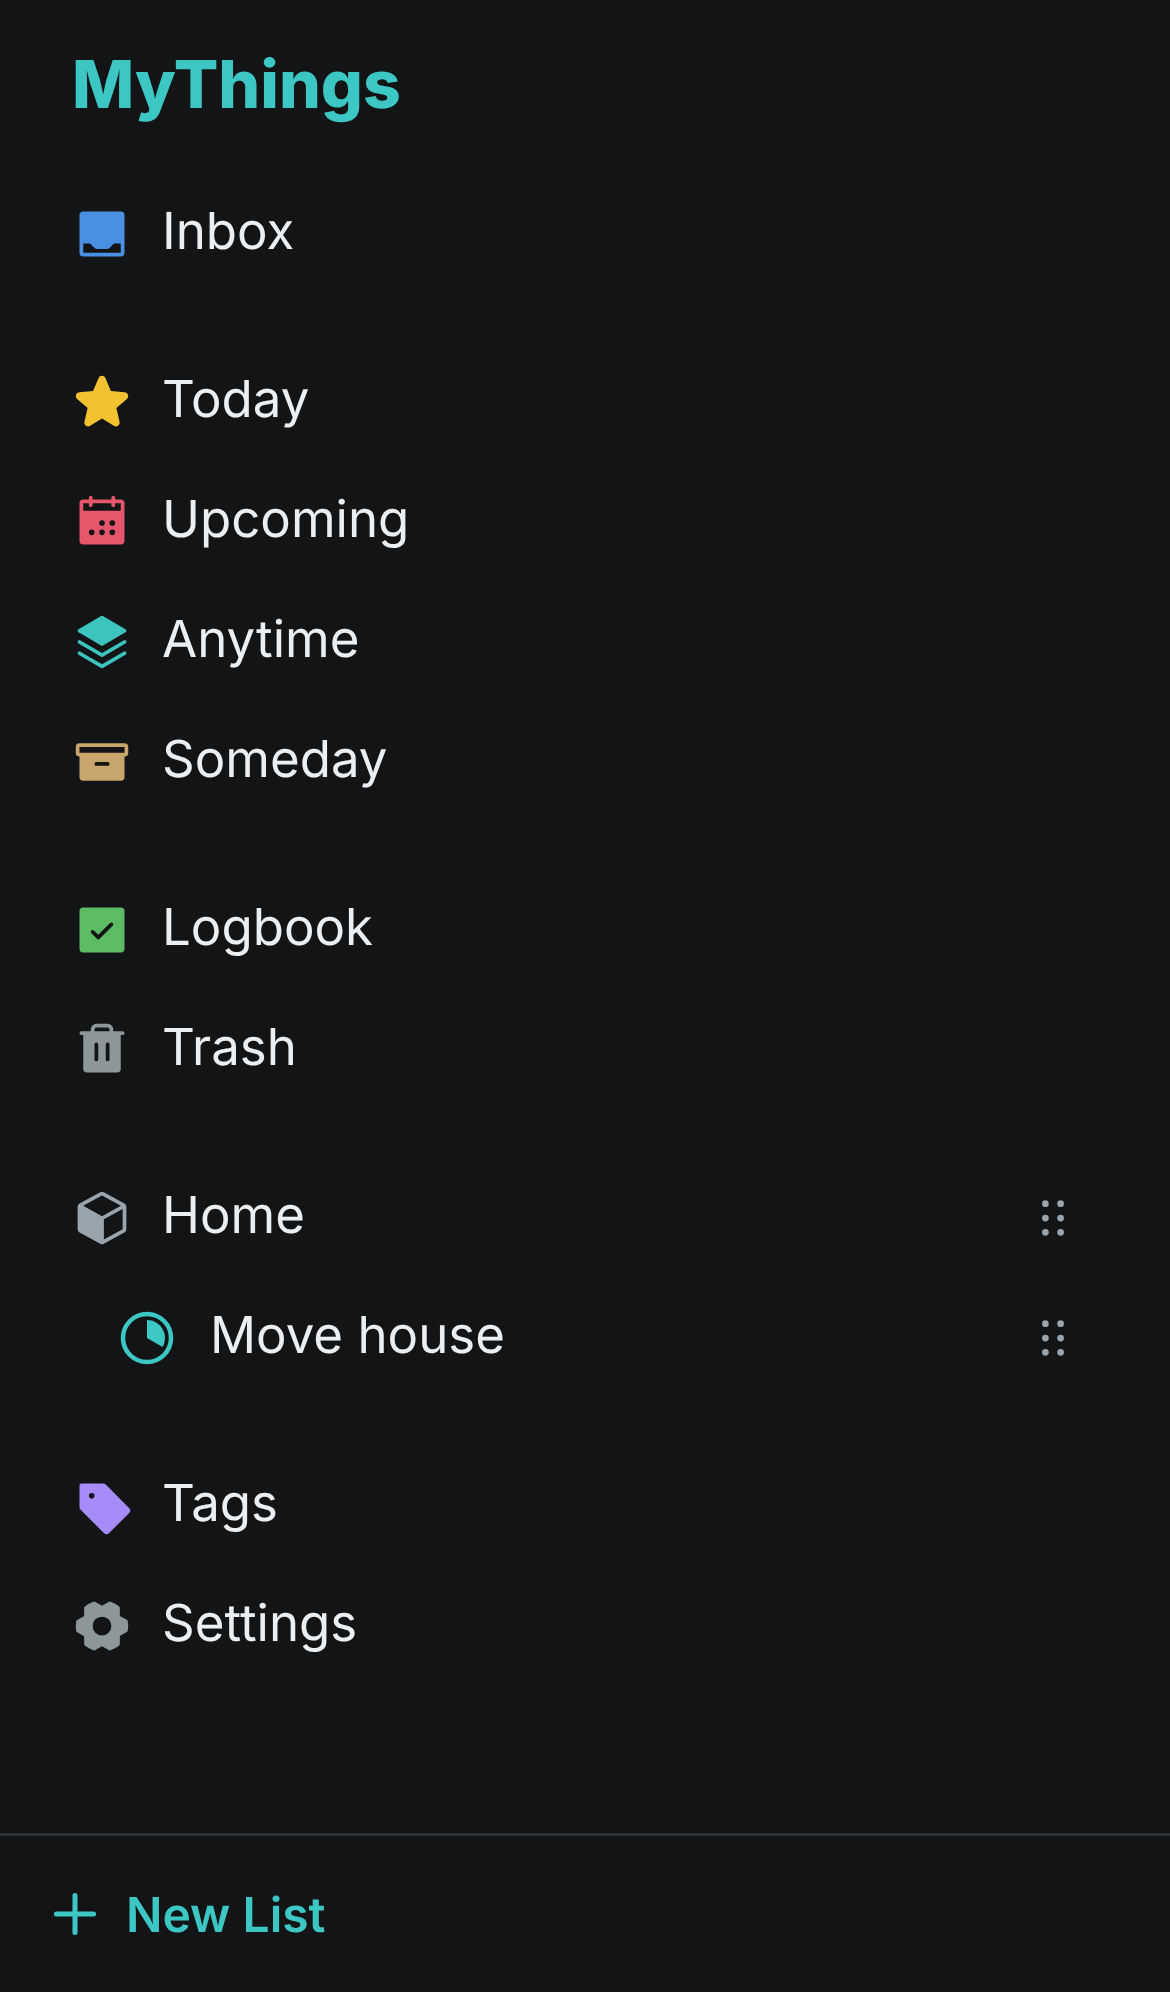 MyThings
Inbox
Today
Upcoming
Anytime
Someday
Logbook
Trash
Home
Move house
Tags
Settings
New List